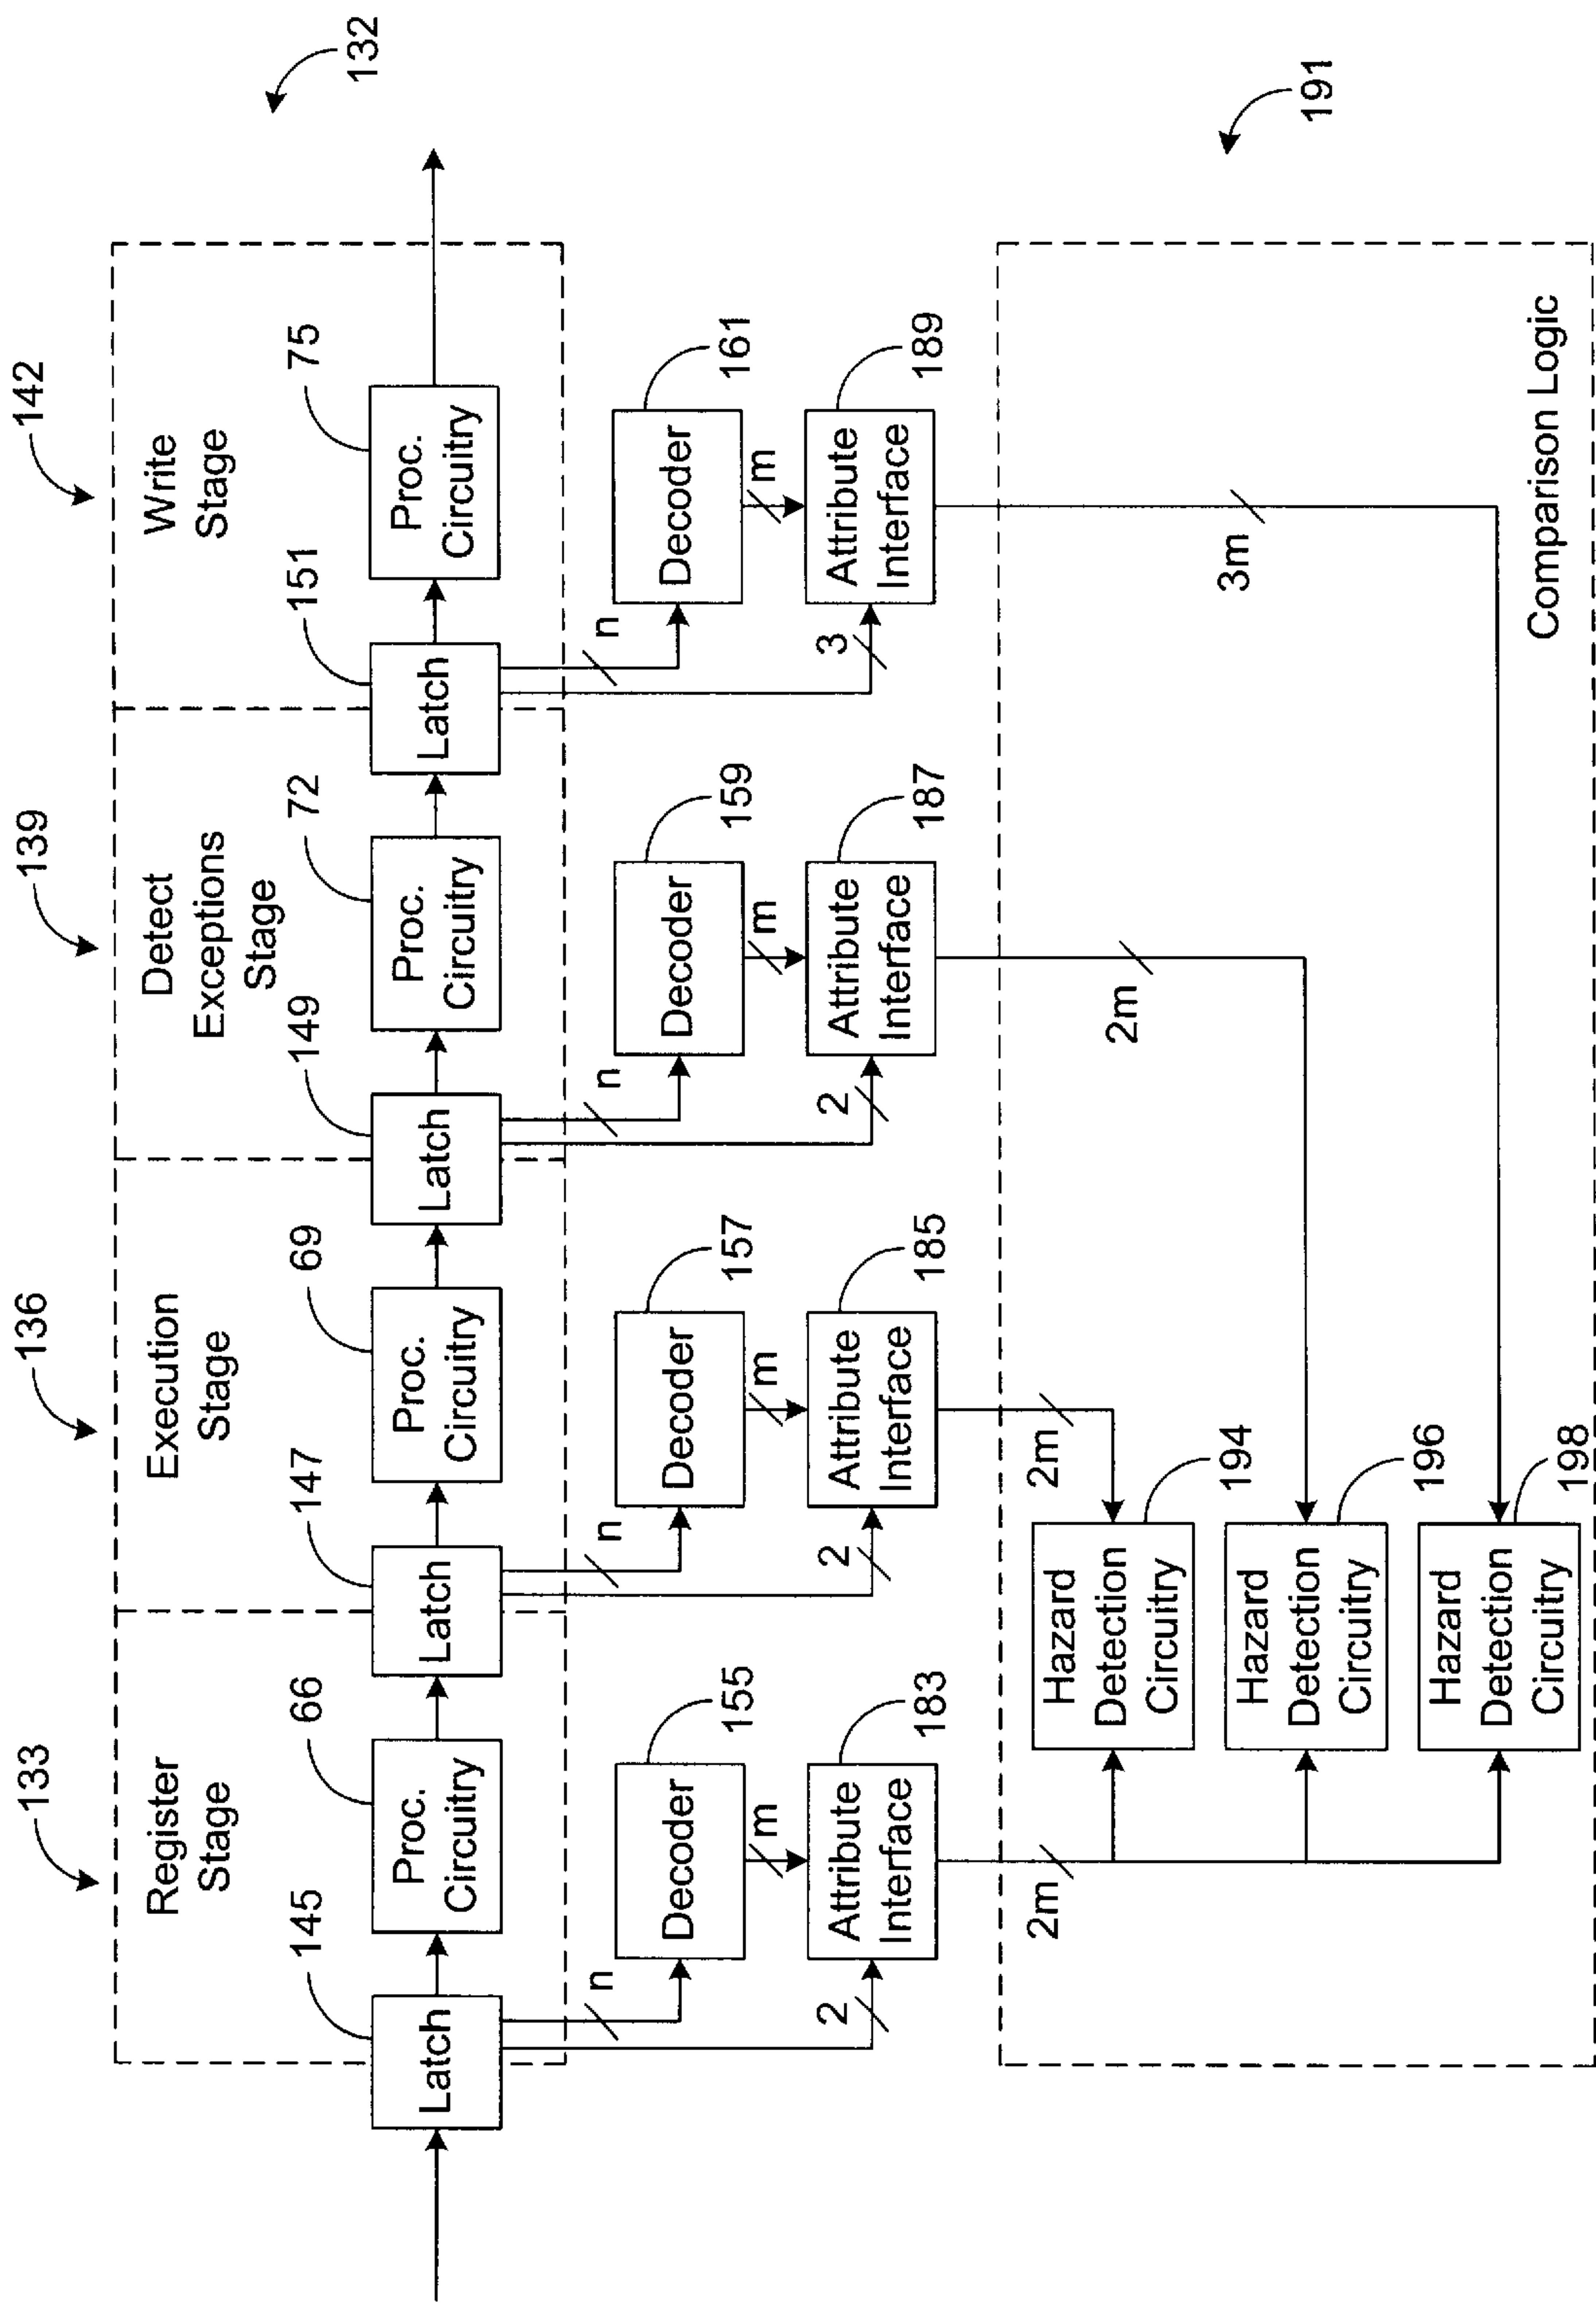 132
133
136
139
142
Register
Stage
Execution
Stage
Detect
Exceptions
Stage
Write
Stage
145
66
147
69
149
72
151
75
Latch
Proc.
Circuitry
Latch
Proc.
Circuitry
Latch
Proc.
Circuitry
Latch
Proc.
Circuitry
n
n
n
n
155
157
159
161
Decoder
Decoder
Decoder
Decoder
m
m
m
m
2
183
2
185
2
187
3
189
Attribute
Interface
Attribute
Interface
Attribute
Interface
Attribute
Interface
191
2m
2m
2m
3m
Hazard
Detection
Circuitry
194
Hazard
Detection
Circuitry
196
Hazard
Detection
Circuitry
198
Comparison Logic